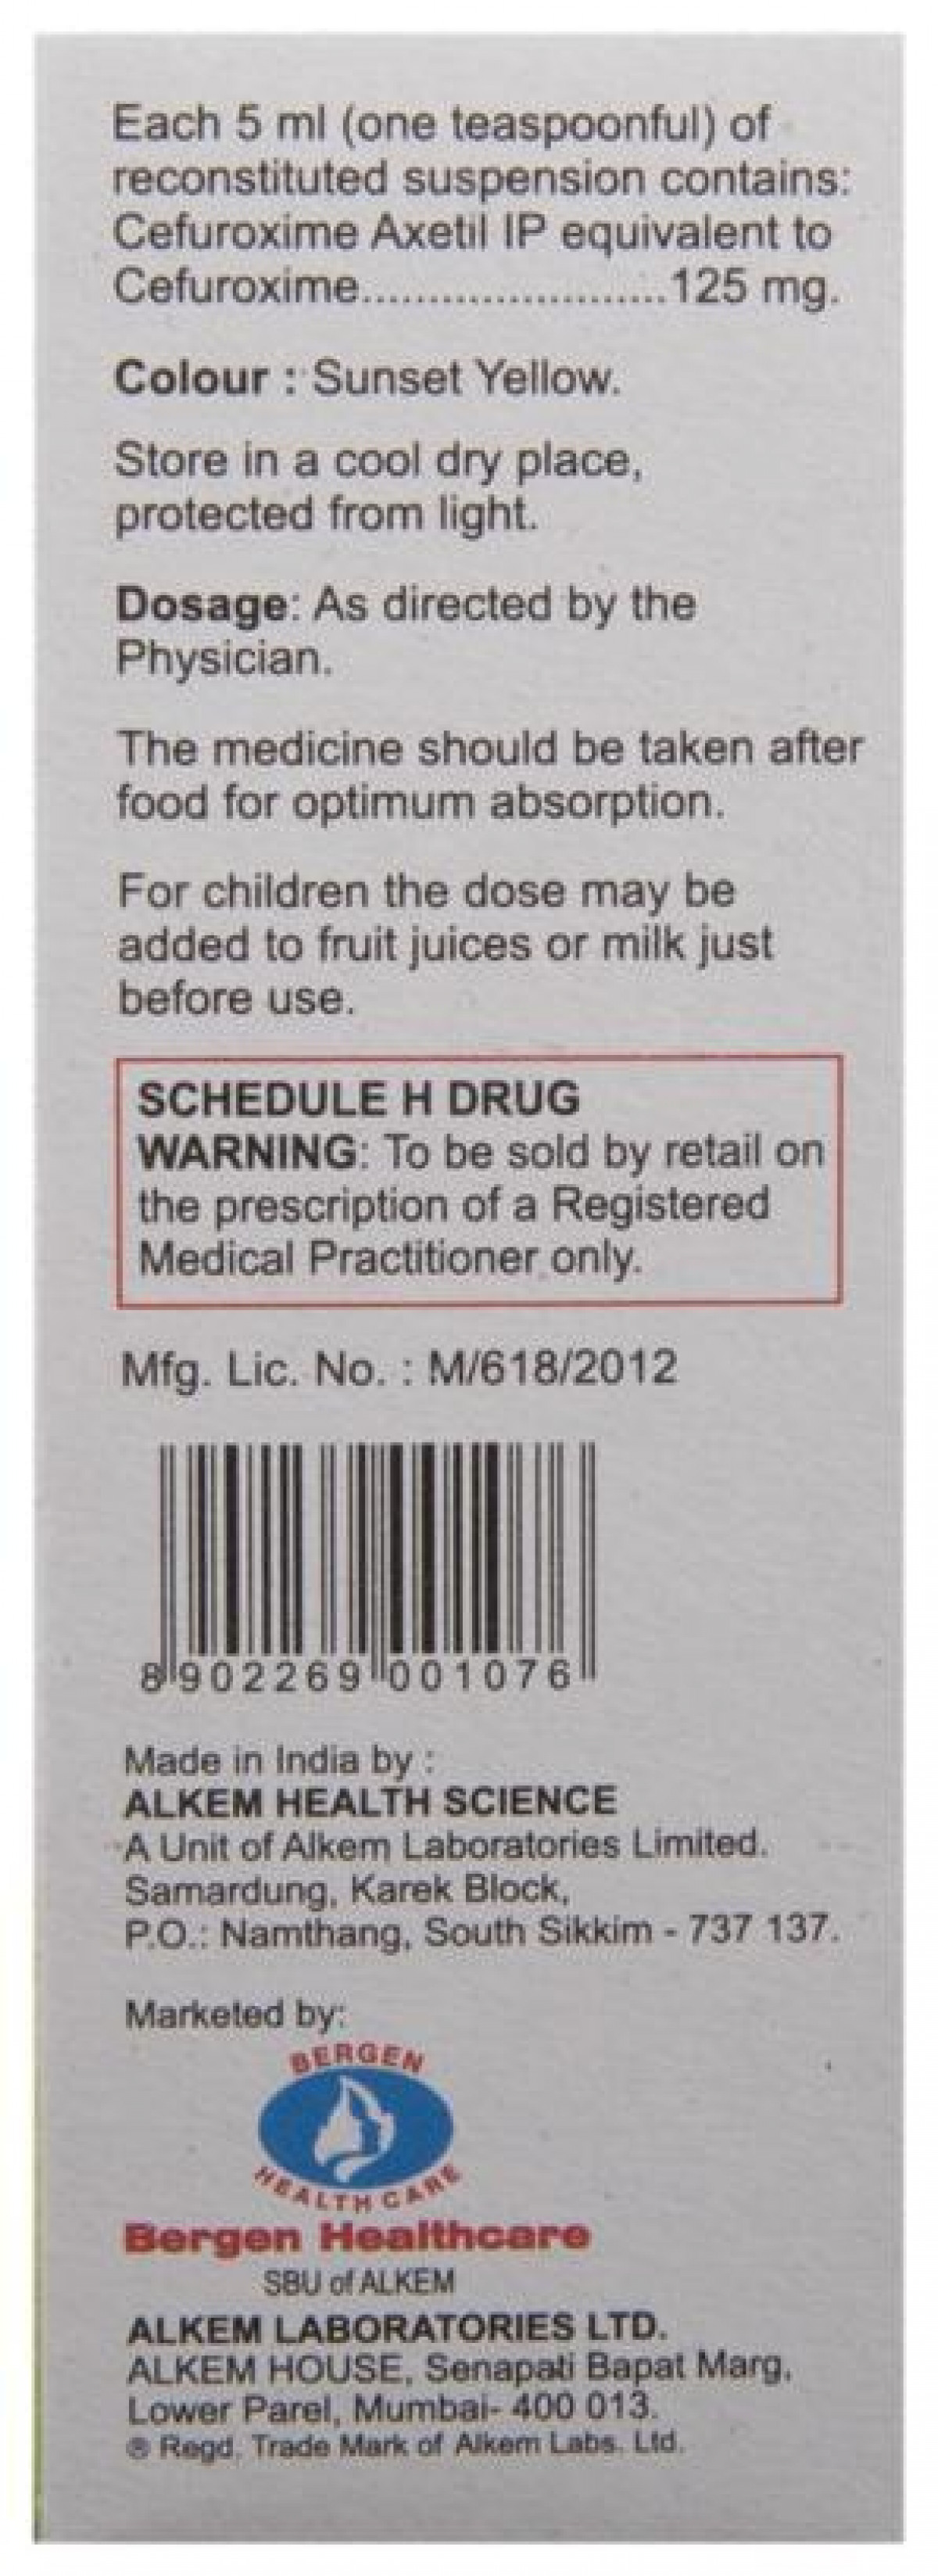 Each 5 ml (one teaspoonful) of
reconstituted suspension contains:
Cefuroxime Axetil IP equivalent to
Cefuroxime.......................125 mg.
Colour : Sunset Yellow.
Store in a cool dry place,
protected from light.
Dosage: As directed by the
Physician.
The medicine should be taken after
food for optimum absorption.
For children the dose may be
added to fruit juices or milk just
before use.
SCHEDULE H DRUG
WARNING: To be sold by retail on
the prescription of a Registered
Medical Practitioner only.
Mfg. Lic. No. : M/618/2012
8 902269 001076
Made in India by :
ALKEM HEALTH SCIENCE
A Unit of Alkem Laboratories Limited.
Samardung, Karek Block,
P.O.: Namthang, South Sikkim - 737 137.
Marketed by:
BERGEN
HEALTH CARE
Bergen Healthcare
SBU of ALKEM
ALKEM LABORATORIES LTD.
ALKEM HOUSE, Senapati Bapat Marg,
Lower Parel, Mumbai- 400 013.
® Regd. Trade Mark of Alkem Labs. Ltd.